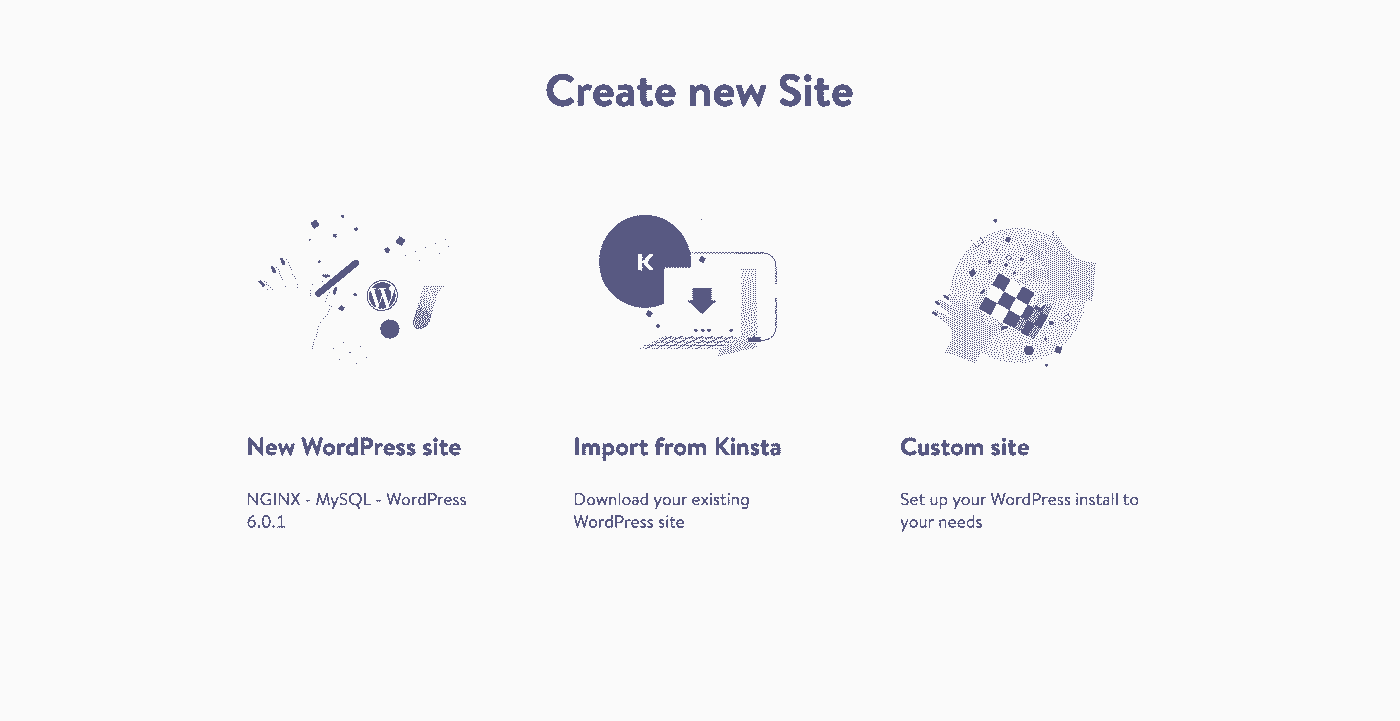 Create new Site
K
W
New WordPress site
Import from Kinsta
Custom site
NGINX - MySQL - WordPress
6.0.1
Download your existing
WordPress site
Set up your WordPress install to
your needs